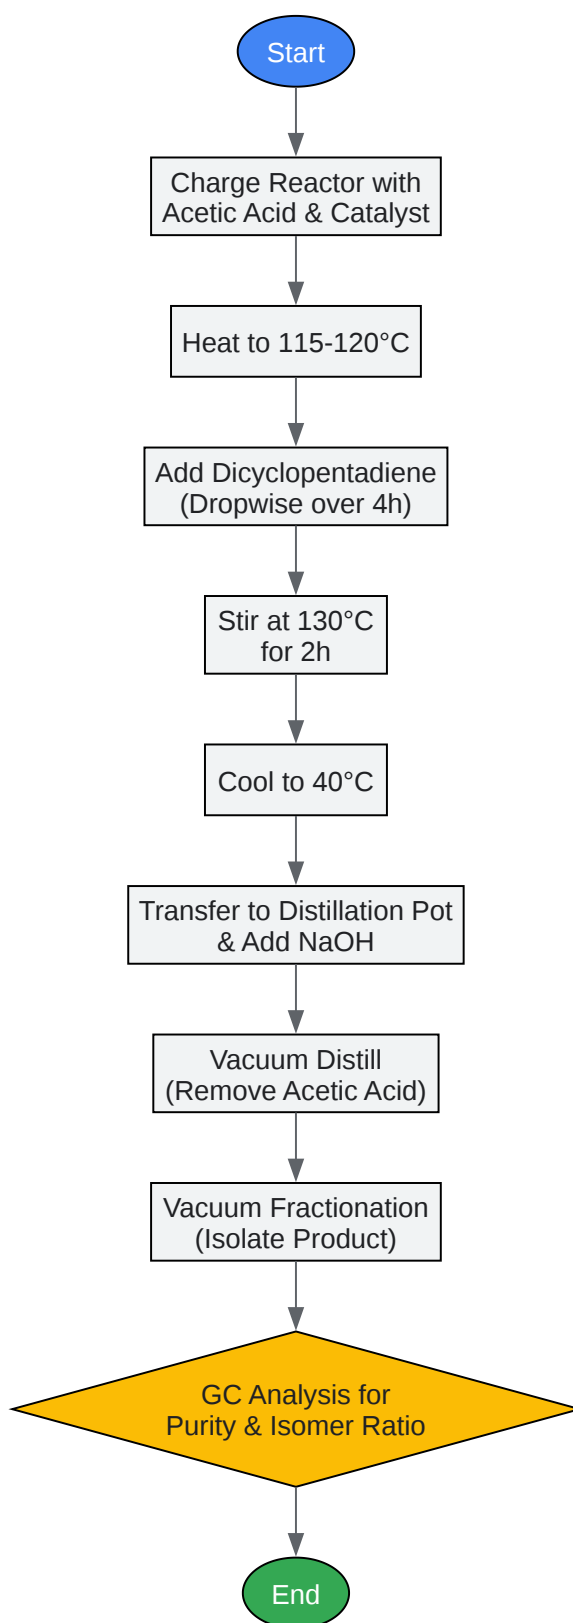 Start
Charge Reactor with
Acetic Acid & Catalyst
Heat to 115-120°C
Add Dicyclopentadiene
(Dropwise over 4h)
Stir at 130°C
for 2h
Cool to 40°C
Transfer to Distillation Pot
& Add NaOH
Vacuum Distill
(Remove Acetic Acid)
Vacuum Fractionation
(Isolate Product)
GC Analysis for
Purity & Isomer Ratio
End